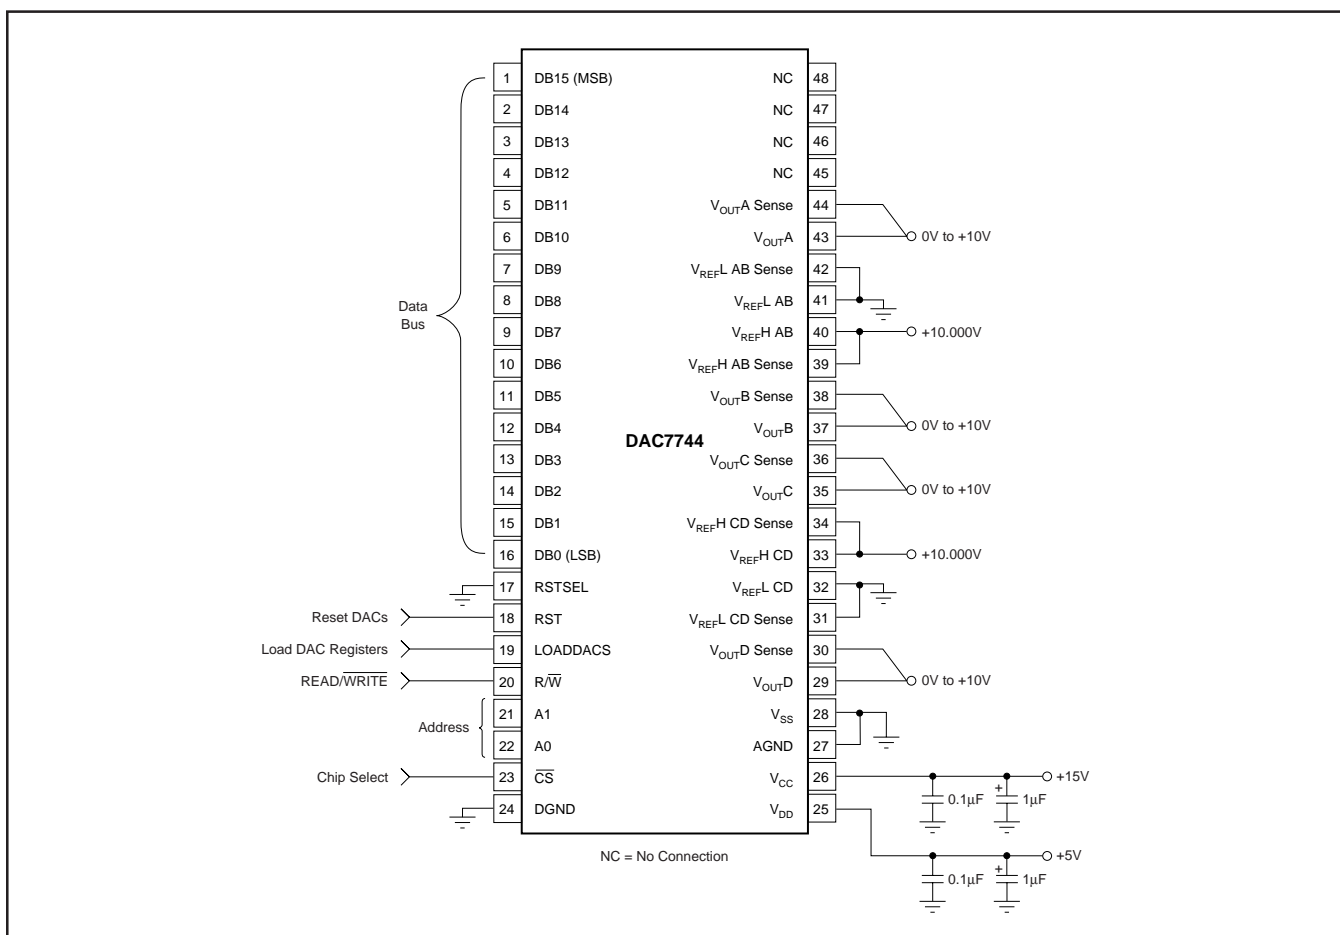 1 DB15 (MSB) NC 48
2 DB14 NC 47
3 DB13 NC 46
4 DB12 NC 45
5 DB11 VOUTA Sense 44
6 DB10 VOUTA 43 0V to +10V
7 DB9 VREFL AB Sense 42
8 DB8 VREFL AB 41
Data
Bus
9 DB7 VREFH AB 40 +10.000V
10 DB6 VREFH AB Sense 39
11 DB5 VOUTB Sense 38
12 DB4 VOUTB 37 0V to +10V
DAC7744
13 DB3 VOUTC Sense 36
14 DB2 VOUTC 35 0V to +10V
15 DB1 VREFH CD Sense 34
16 DB0 (LSB) VREFH CD 33 +10.000V
17 RSTSEL VREFL CD 32
Reset DACs 18 RST VREFL CD Sense 31
Load DAC Registers 19 LOADDACS VOUTD Sense 30
READ/W̅R̅I̅T̅E̅ 20 R/W̅ VOUTD 29 0V to +10V
21 A1 VSS 28
Address
22 A0 AGND 27
Chip Select 23 C̅S̅ VCC 26 +15V
0.1µF + 1µF
24 DGND VDD 25
NC = No Connection
+5V
0.1µF + 1µF